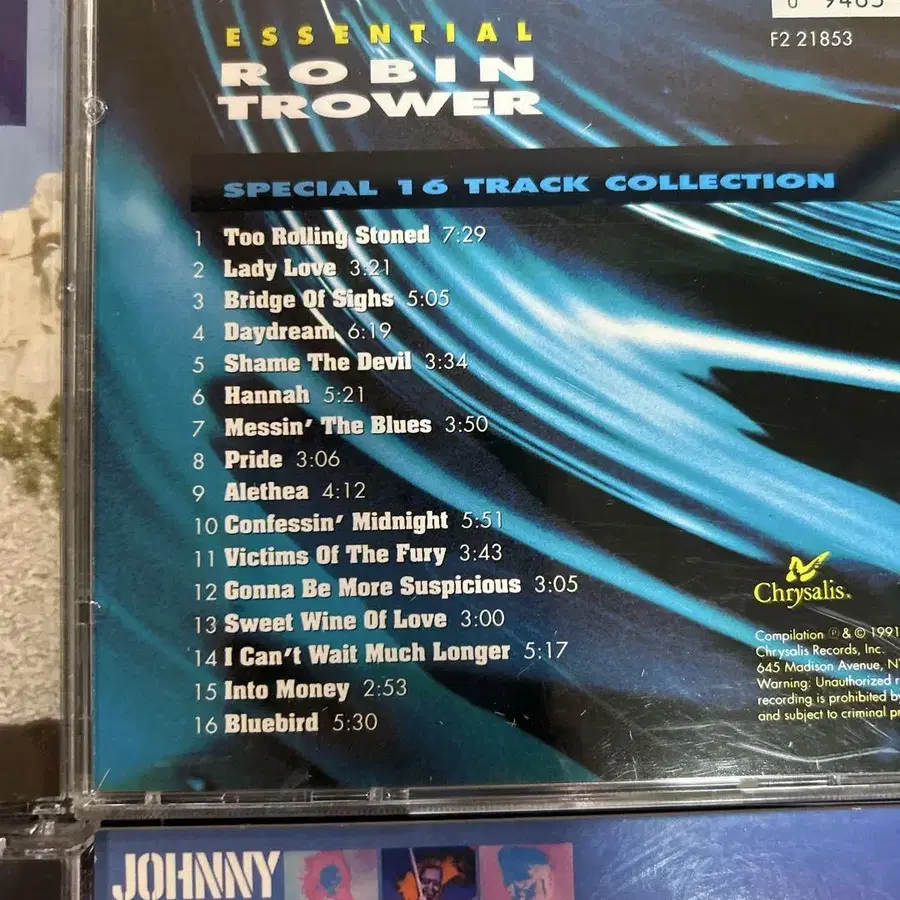 ESSENTIAL
ROBIN
TROWER
F2 21853
SPECIAL 16 TRACK COLLECTION
1 Too Rolling Stoned 7:29
2 Lady Love 3:21
3 Bridge Of Sighs 5:05
4 Daydream 6:19
5 Shame The Devil 3:34
6 Hannah 5:21
7 Messin' The Blues 3:50
8 Pride 3:06
9 Alethea 4:12
10 Confessin' Midnight 5:51
11 Victims Of The Fury 3:43
12 Gonna Be More Suspicious 3:05
13 Sweet Wine Of Love 3:00
14 I Can't Wait Much Longer 5:17
15 Into Money 2:53
16 Bluebird 5:30
Chrysalis®
Compilation ℗ & © 1991
Chrysalis Records, Inc.
645 Madison Avenue,
Warning: Unauthorized
recording is prohibited
and subject to criminal
JOHNNY